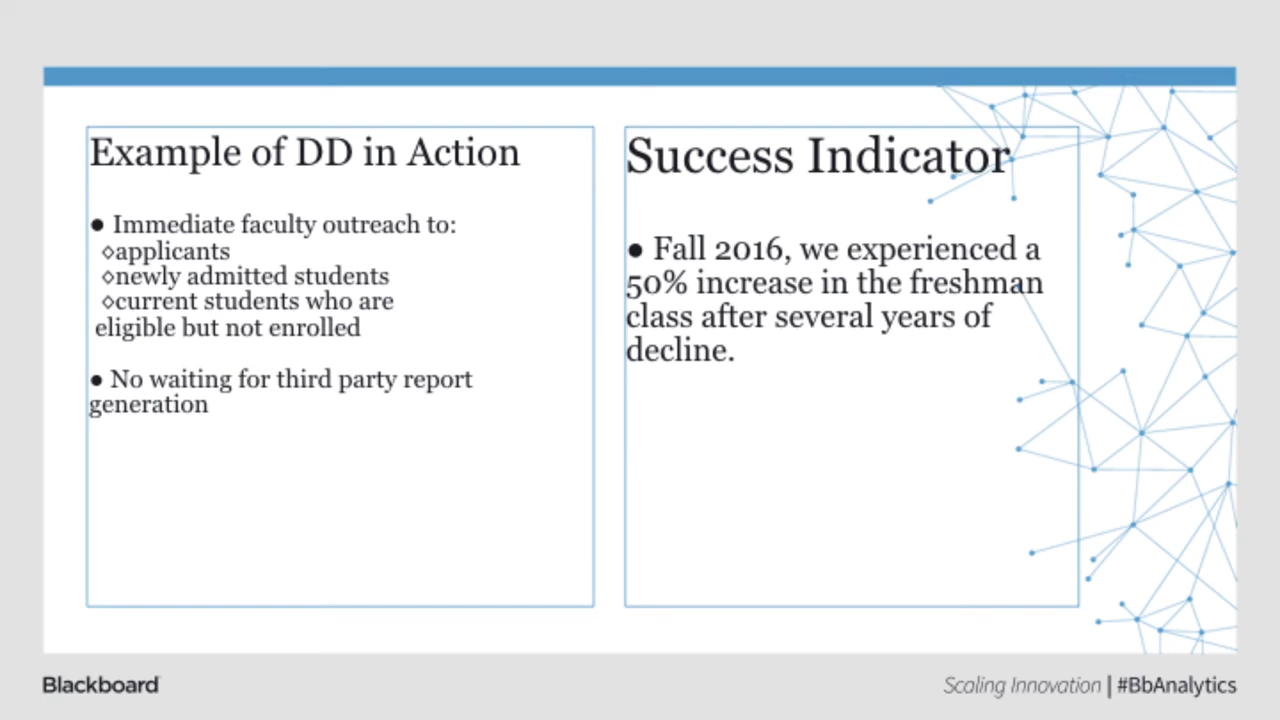 Example of DD in Action
● Immediate faculty outreach to:
◊applicants
◊newly admitted students
◊current students who are
eligible but not enrolled
● No waiting for third party report
generation
Success Indicator
● Fall 2016, we experienced a
50% increase in the freshman
class after several years of
decline.
Blackboard
Scaling Innovation | #BbAnalytics